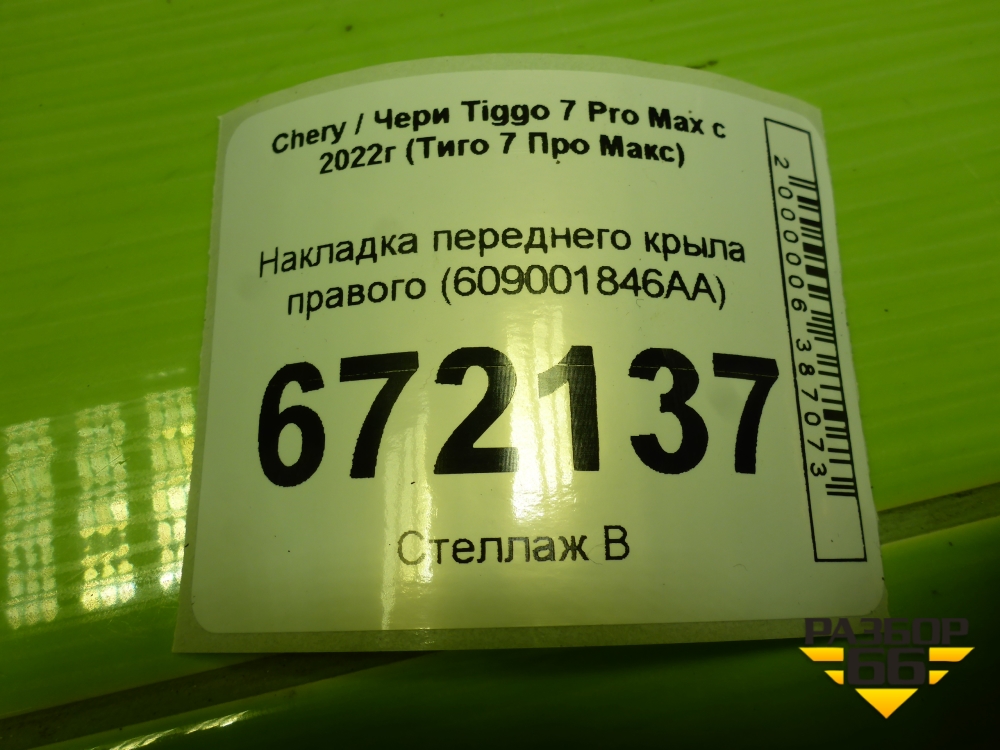 Chery / Чери Tiggo 7 Pro Max с
2022г (Тиго 7 Про Макс)
Накладка переднего крыла
правого (609001846AA)
672137
Стеллаж В
2000006387073
РАЗБОР
66